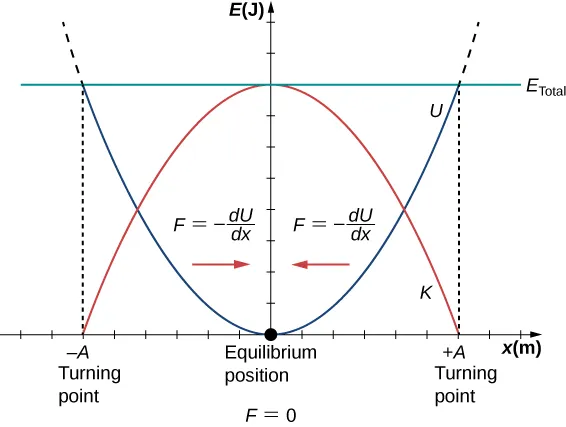 E(J)
E_Total
U
F = −dU/dx
F = −dU/dx
K
–A
Turning
point
Equilibrium
position
+A
Turning
point
x(m)
F = 0